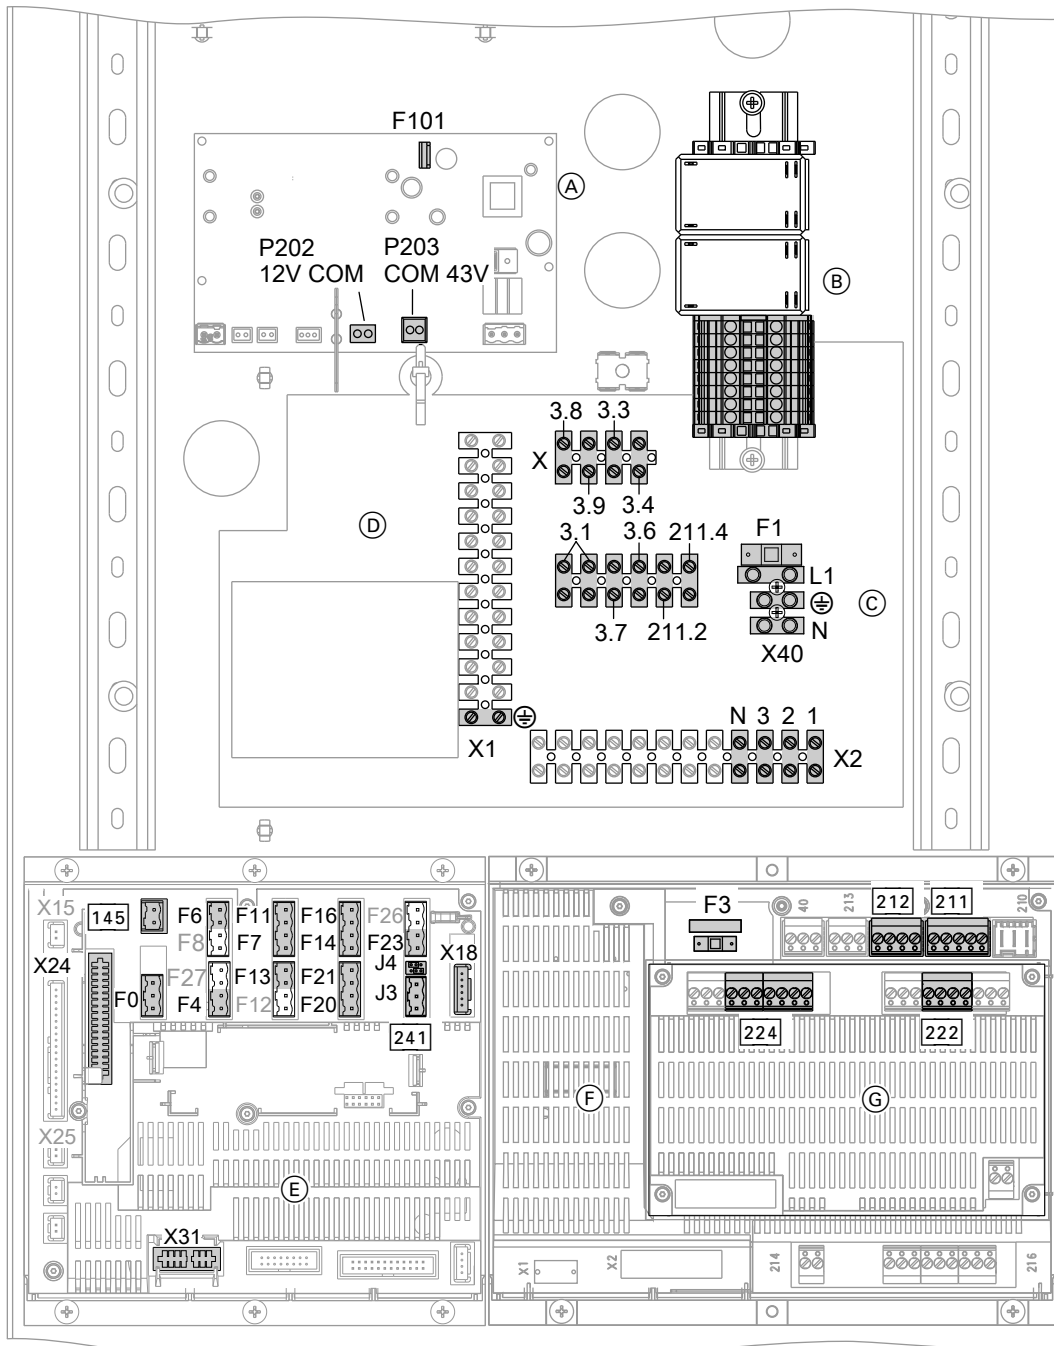 F101
A
P202
12V COM
P203
COM 43V
B
3.8 3.3
X
3.9 3.4
D
3.1 3.6 211.4
F1
L1
C
N
3.7 211.2
X40
N 3 2 1
X1
X2
X15
145
F6
F11
F16
F26
F8
F7
F14
F23
X18
X24
J4
F27
F13
F21
J3
F0
F4
F12
F20
241
X25
E
X31
F3
40
213
212
211
210
224
222
F
G
X1
X2
214
216